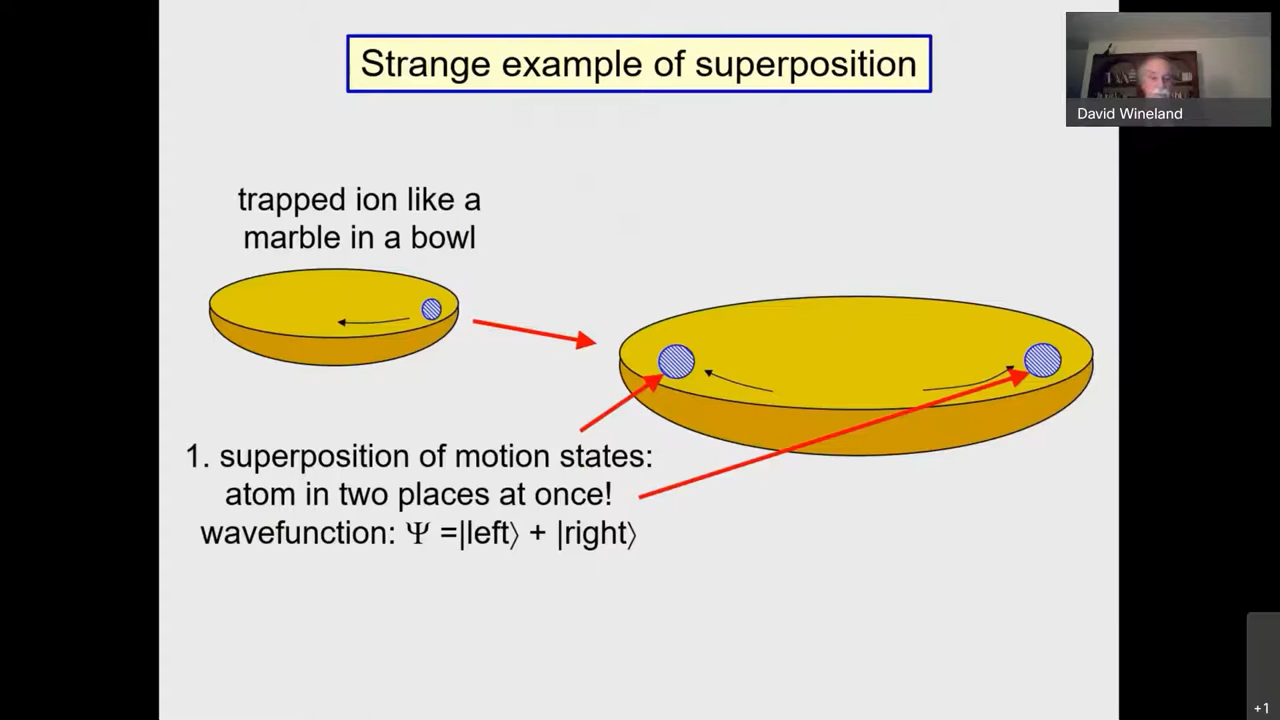 Strange example of superposition
David Wineland
trapped ion like a
marble in a bowl
1. superposition of motion states:
atom in two places at once!
wavefunction: Ψ =|left⟩ + |right⟩
+1